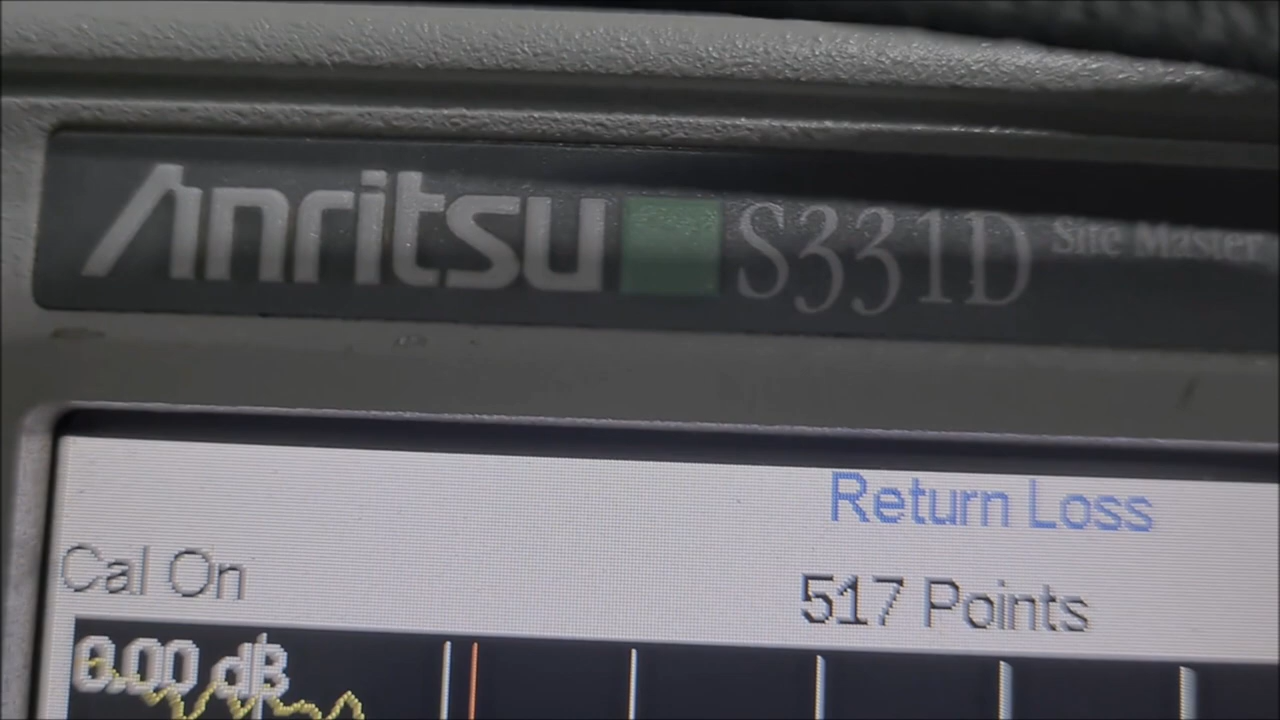 Anritsu S331D Site Master
Return Loss
Cal On
517 Points
0.00 dB